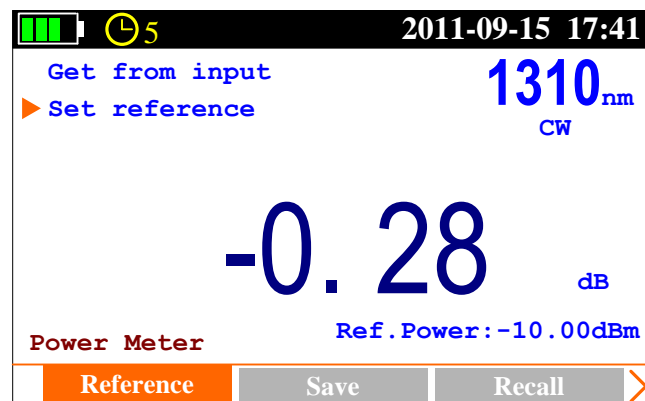 5 2011-09-15 17:41
Get from input
1310nm
Set reference
CW
-0.28 dB
Ref.Power:-10.00dBm
Power Meter
Reference Save Recall